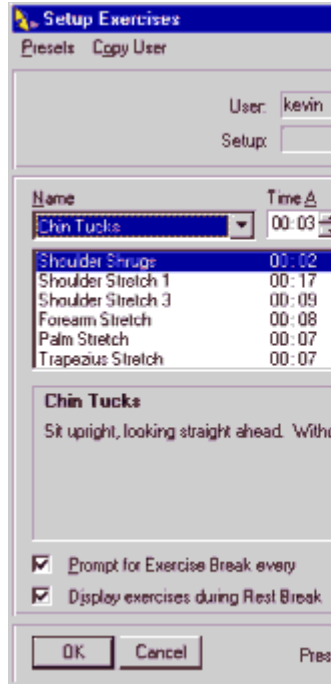 Setup Exercises
Presets Copy User
User: kevin
Setup:
Name Time A
Chin Tucks 00:03
Shoulder Shrugs 00:02
Shoulder Stretch 1 00:17
Shoulder Stretch 3 00:09
Forearm Stretch 00:08
Palm Stretch 00:07
Trapezius Stretch 00:07
Chin Tucks
Sit upright, looking straight ahead. Witho
Prompt for Exercise Break every
Display exercises during Rest Break
OK Cancel Pres